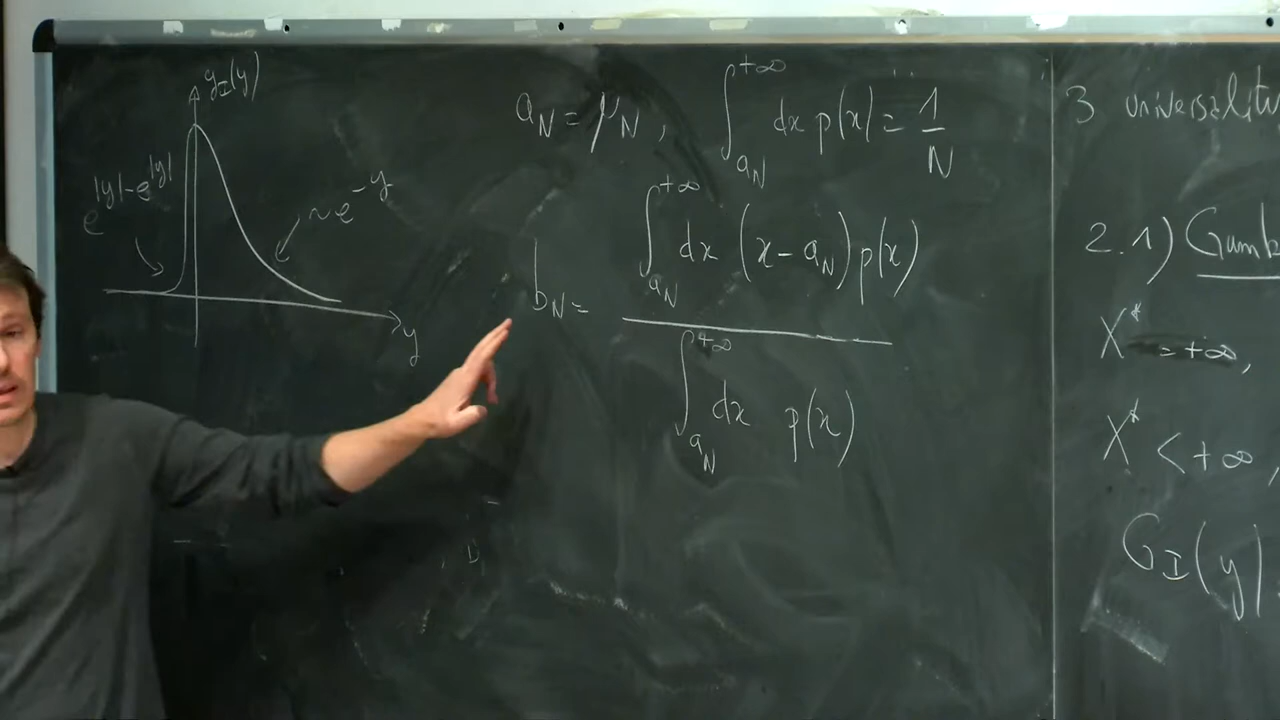 g_I(y)
e^{|y|-e^{|y|}}
~e^{-y}
y
a_N = μ_N, ∫_{a_N}^{+∞} dx p(x) = 1/N
b_N = ∫_{a_N}^{+∞} dx (x-a_N) p(x) / ∫_{a_N}^{+∞} dx p(x)
3 universalit
2.1) Gumb
X* = +∞,
X* < +∞,
G_I(y)